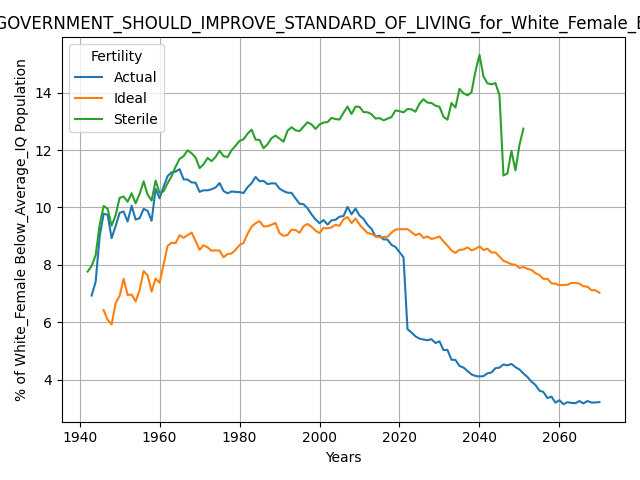 GOVERNMENT_SHOULD_IMPROVE_STANDARD_OF_LIVING_for_White_Female_B
Fertility
Actual
Ideal
Sterile
% of White_Female Below_Average_IQ Population
14
12
10
8
6
4
1940 1960 1980 2000 2020 2040 2060
Years